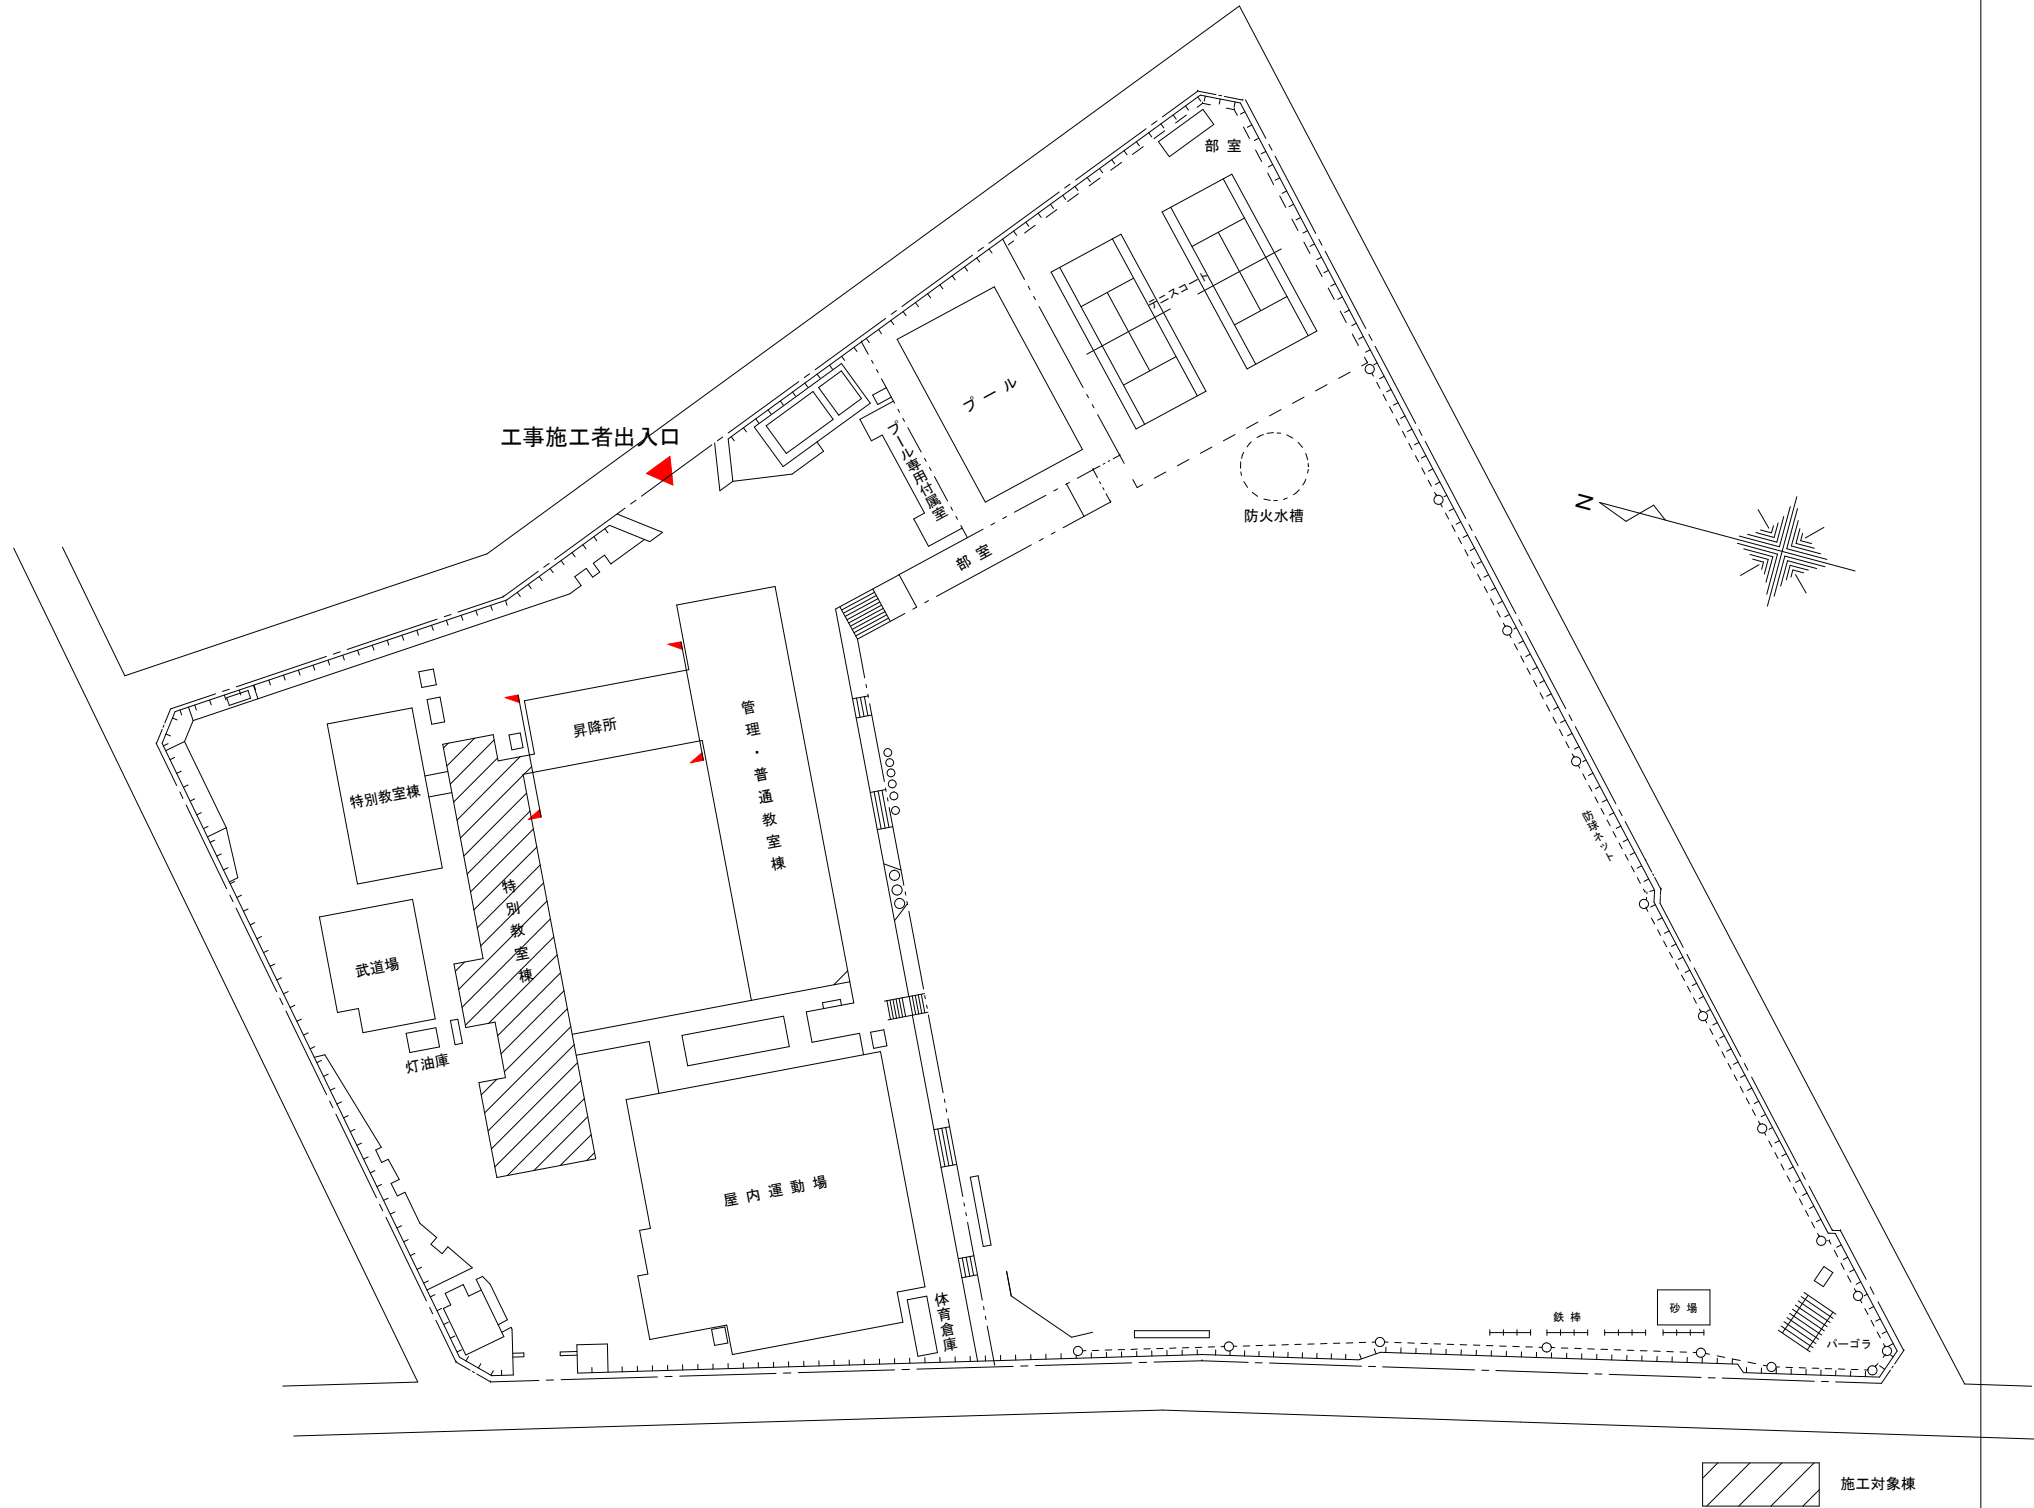 部室
テニスコート
プール
工事施工者出入口
プール専用付属室
防火水槽
N
部室
昇降所
管理・普通教室棟
特別教室棟
防球ネット
特別教室棟
武道場
灯油庫
屋内運動場
体育倉庫
鉄棒
砂場
パーゴラ
施工対象棟